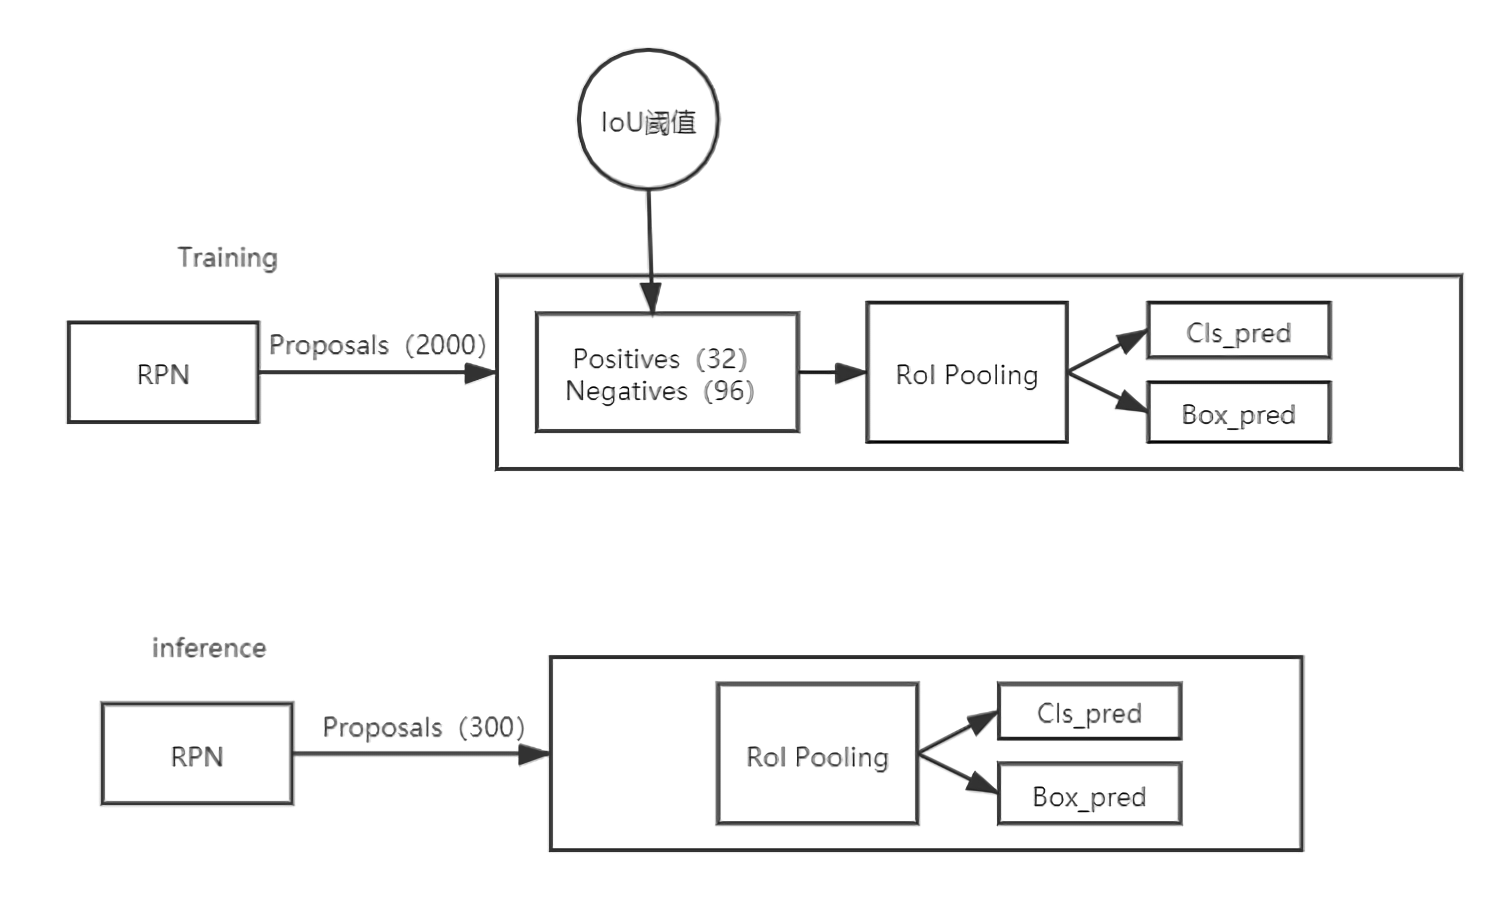 IoU阈值
Training
RPN
Proposals（2000）
Positives（32）
Negatives（96）
RoI Pooling
Cls_pred
Box_pred
inference
RPN
Proposals（300）
RoI Pooling
Cls_pred
Box_pred